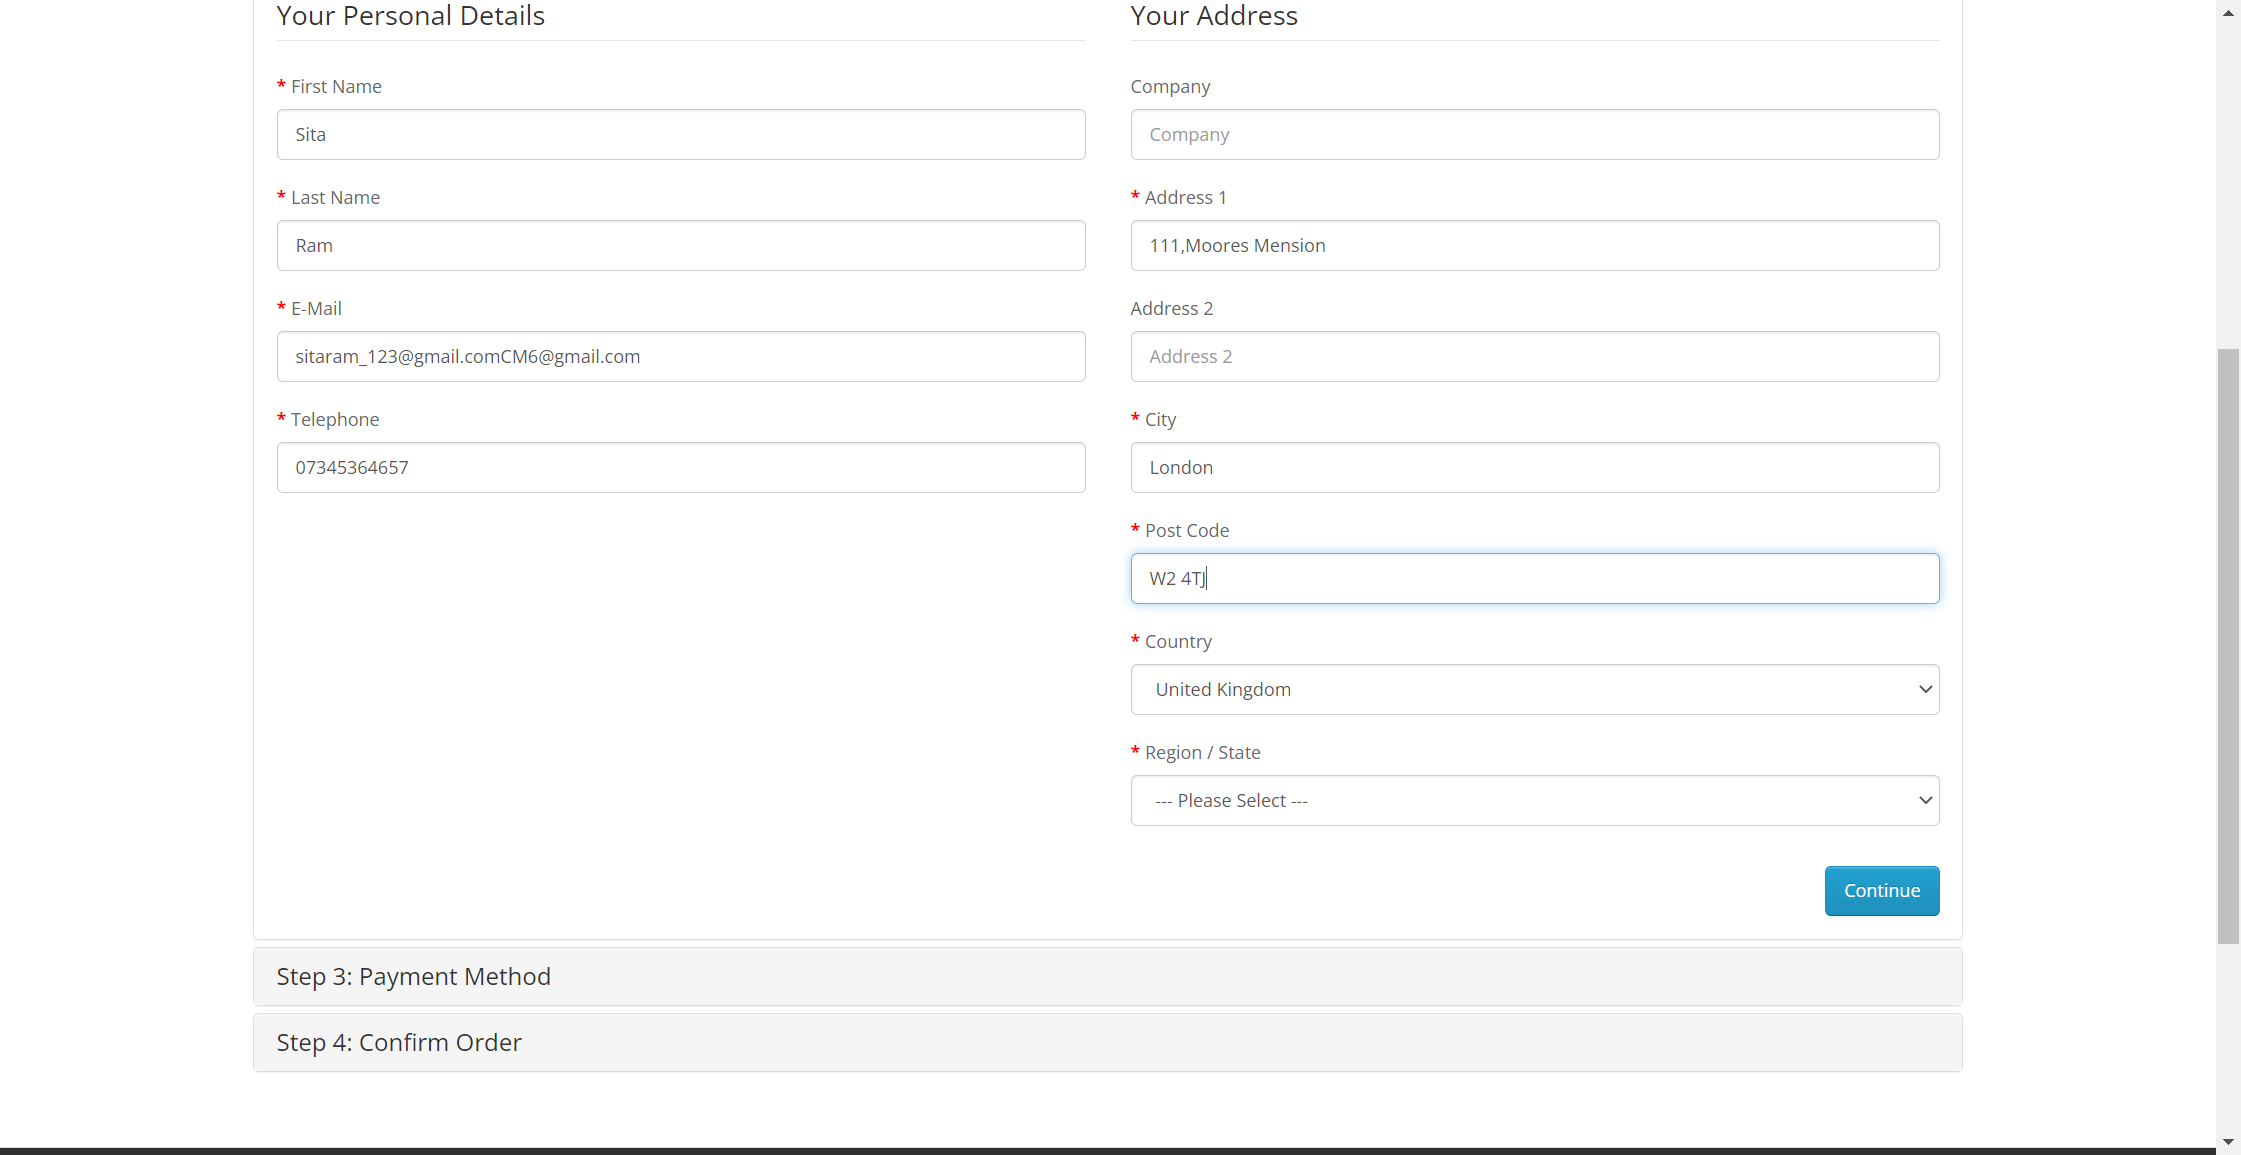 Your Personal Details
* First Name
Sita
* Last Name
Ram
* E-Mail
sitaram_123@gmail.comCM6@gmail.com
* Telephone
07345364657
Your Address
Company
Company
* Address 1
111,Moores Mension
Address 2
Address 2
* City
London
* Post Code
W2 4TJ
* Country
United Kingdom
* Region / State
--- Please Select ---
Continue
Step 3: Payment Method
Step 4: Confirm Order